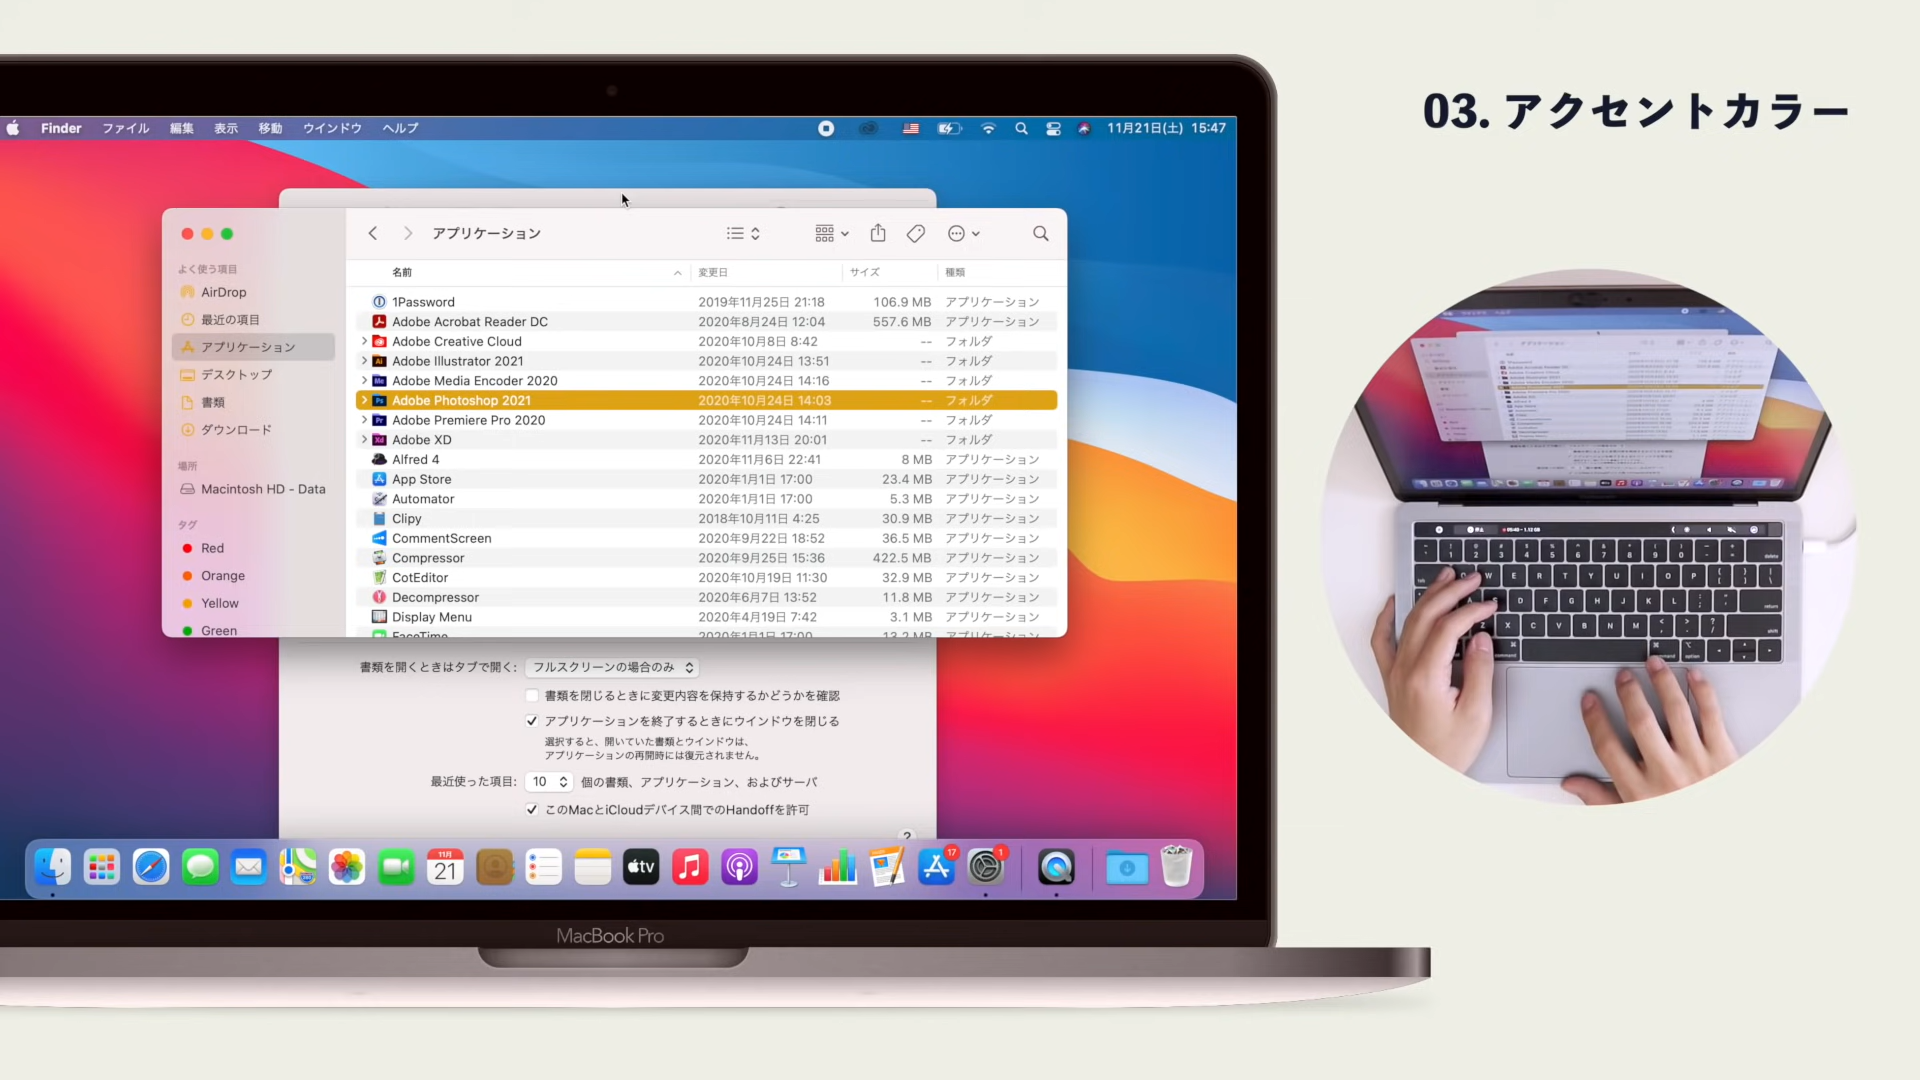 03. アクセントカラー
Finder ファイル 編集 表示 移動 ウインドウ ヘルプ 11月21日(土) 15:47
アプリケーション
よく使う項目
AirDrop
最近の項目
アプリケーション
デスクトップ
書類
ダウンロード
場所
Macintosh HD - Data
タグ
Red
Orange
Yellow
Green
名前 変更日 サイズ 種類
1Password 2019年11月25日 21:18 106.9 MB アプリケーション
Adobe Acrobat Reader DC 2020年8月24日 12:04 557.6 MB アプリケーション
Adobe Creative Cloud 2020年10月8日 8:42 -- フォルダ
Adobe Illustrator 2021 2020年10月24日 13:51 -- フォルダ
Adobe Media Encoder 2020 2020年10月24日 14:16 -- フォルダ
Adobe Photoshop 2021 2020年10月24日 14:03 -- フォルダ
Adobe Premiere Pro 2020 2020年10月24日 14:11 -- フォルダ
Adobe XD 2020年11月13日 20:01 -- フォルダ
Alfred 4 2020年11月6日 22:41 8 MB アプリケーション
App Store 2020年1月1日 17:00 23.4 MB アプリケーション
Automator 2020年1月1日 17:00 5.3 MB アプリケーション
Clipy 2018年10月11日 4:25 30.9 MB アプリケーション
CommentScreen 2020年9月22日 18:52 36.5 MB アプリケーション
Compressor 2020年9月25日 15:36 422.5 MB アプリケーション
CotEditor 2020年10月19日 11:30 32.9 MB アプリケーション
Decompressor 2020年6月7日 13:52 11.8 MB アプリケーション
Display Menu 2020年4月19日 7:42 3.1 MB アプリケーション
FaceTime 2020年1月1日 17:00 13.2 MB アプリケーション
書類を開くときはタブで開く: フルスクリーンの場合のみ
書類を閉じるときに変更内容を保持するかどうかを確認
アプリケーションを終了するときにウインドウを閉じる
選択すると、開いていた書類とウインドウは、
アプリケーションの再開時には復元されません。
最近使った項目: 10 個の書類、アプリケーション、およびサーバ
このMacとiCloudデバイス間でのHandoffを許可
?
11月
21
tv
17
1
MacBook Pro